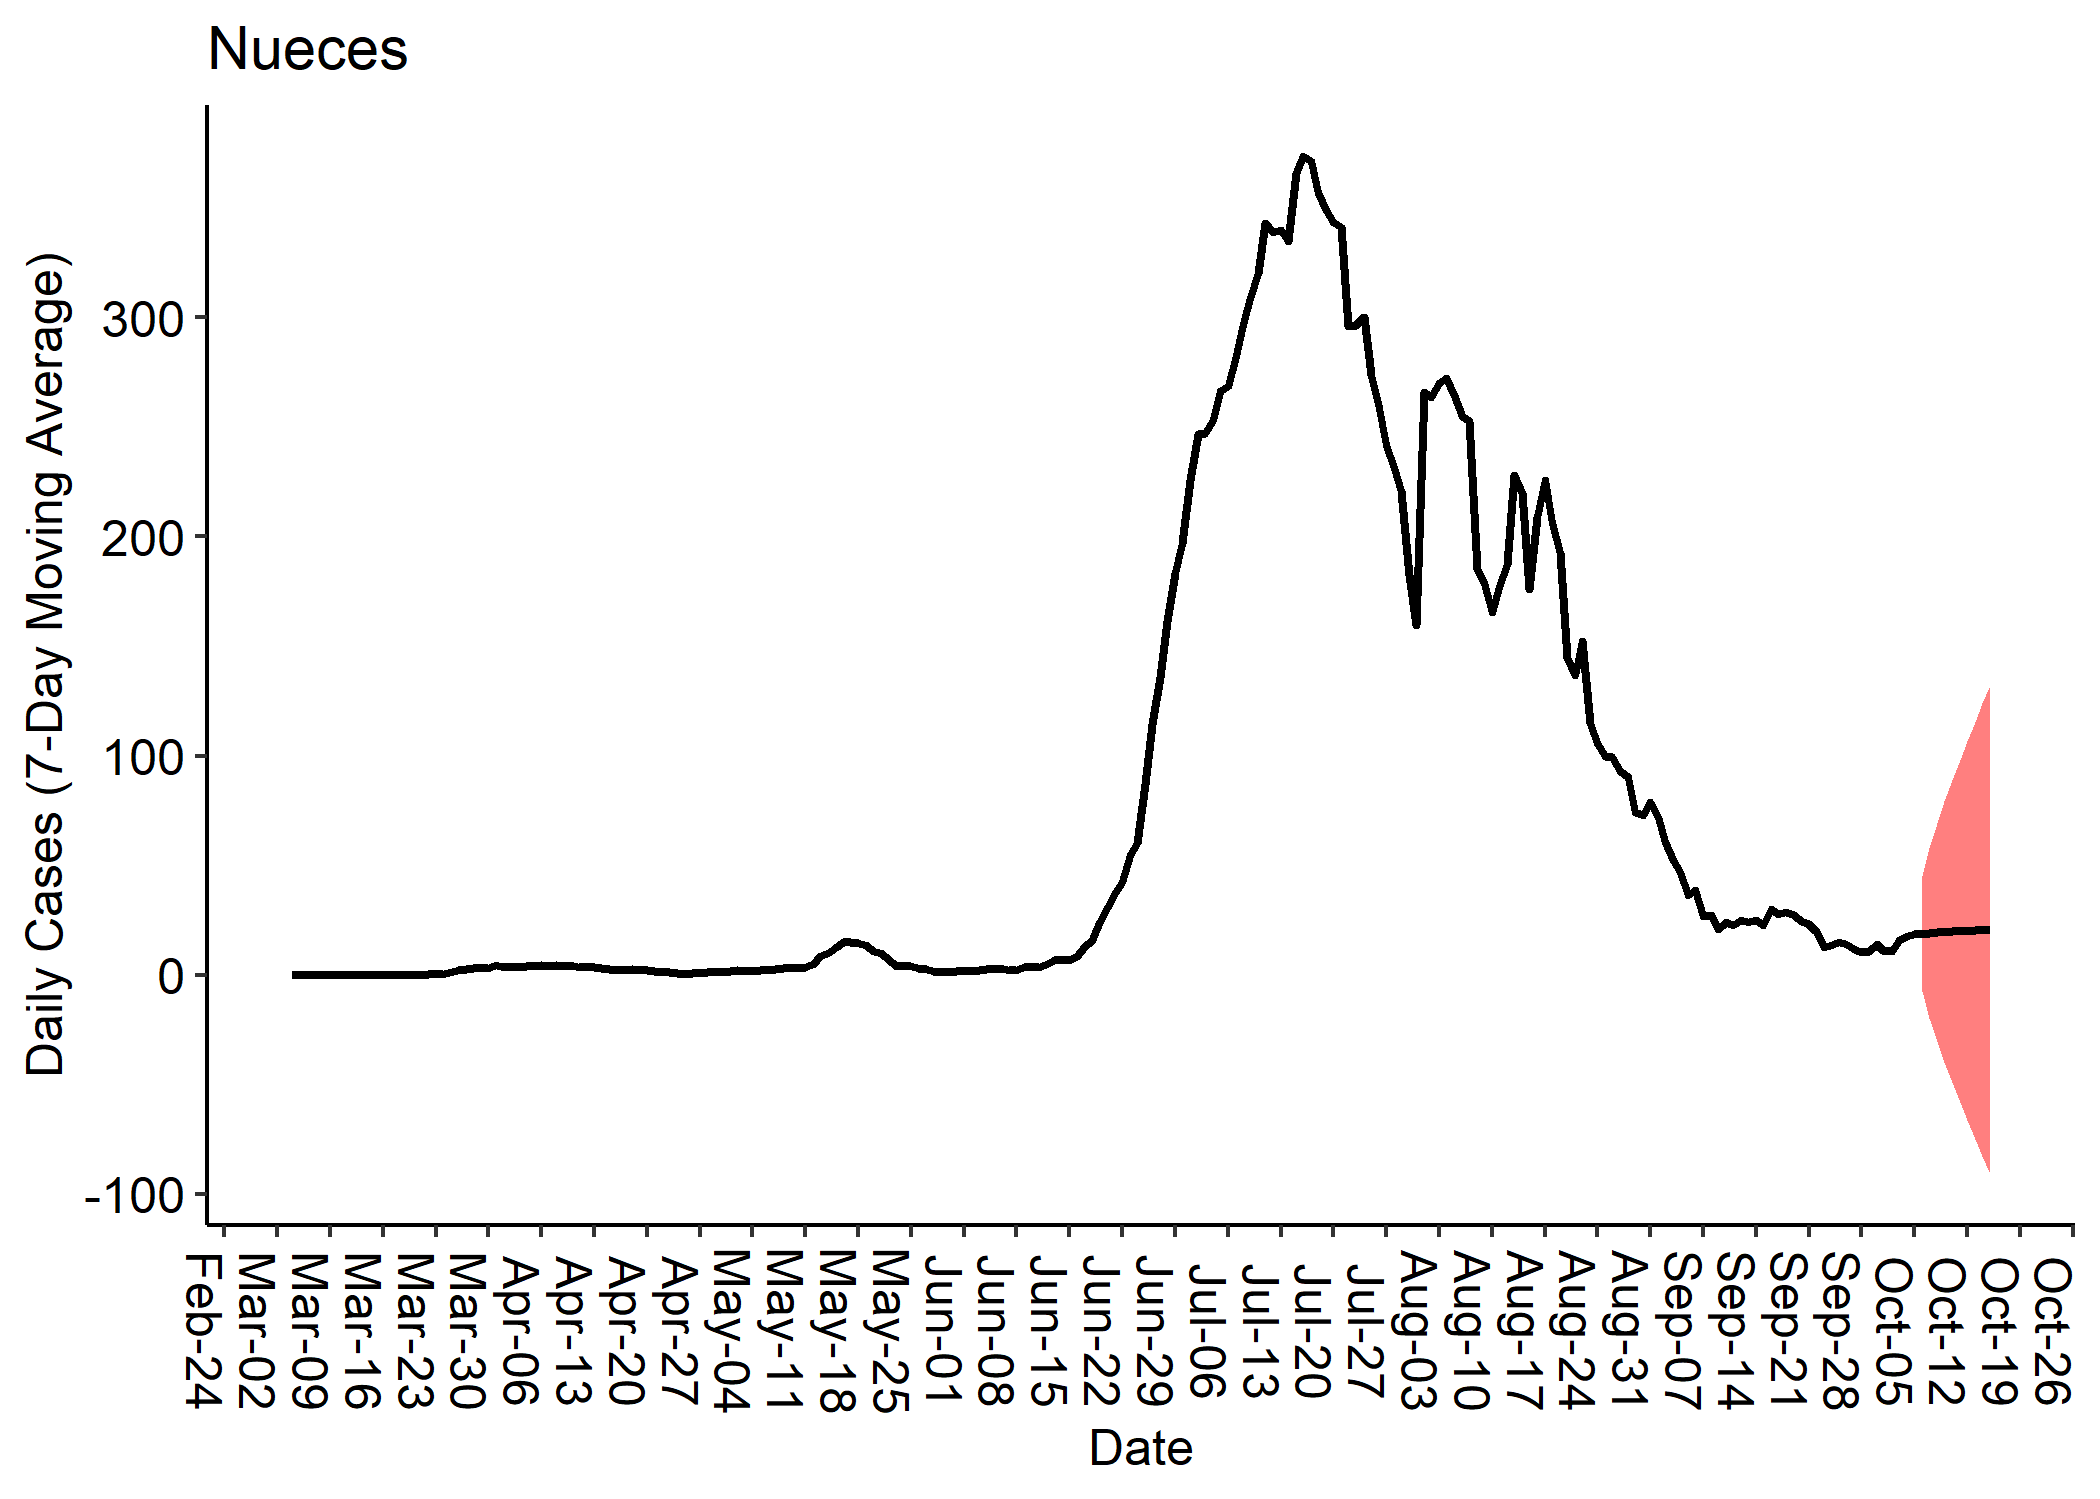 Nueces
Daily Cases (7-Day Moving Average)
300
200
100
0
-100
Feb-24
Mar-02
Mar-09
Mar-16
Mar-23
Mar-30
Apr-06
Apr-13
Apr-20
Apr-27
May-04
May-11
May-18
May-25
Jun-01
Jun-08
Jun-15
Jun-22
Jun-29
Jul-06
Jul-13
Jul-20
Jul-27
Aug-03
Aug-10
Aug-17
Aug-24
Aug-31
Sep-07
Sep-14
Sep-21
Sep-28
Oct-05
Oct-12
Oct-19
Oct-26
Date